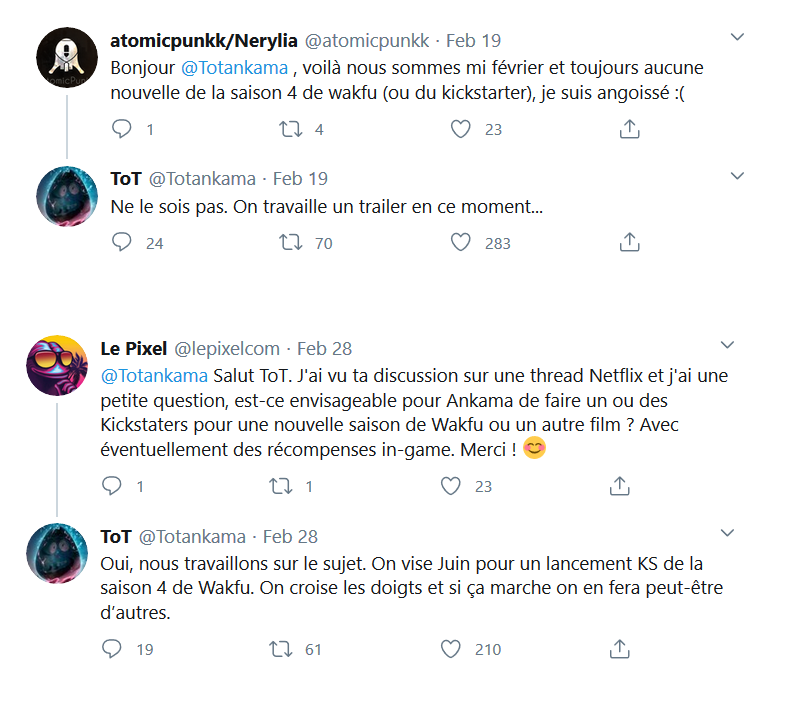 atomicpunkk/Nerylia @atomicpunkk · Feb 19
Bonjour @Totankama , voilà nous sommes mi février et toujours aucune
nouvelle de la saison 4 de wakfu (ou du kickstarter), je suis angoissé :(
1 4 23
ToT @Totankama · Feb 19
Ne le sois pas. On travaille un trailer en ce moment...
24 70 283
Le Pixel @lepixelcom · Feb 28
@Totankama Salut ToT. J'ai vu ta discussion sur une thread Netflix et j'ai une
petite question, est-ce envisageable pour Ankama de faire un ou des
Kickstaters pour une nouvelle saison de Wakfu ou un autre film ? Avec
éventuellement des récompenses in-game. Merci ! 😊
1 1 23
ToT @Totankama · Feb 28
Oui, nous travaillons sur le sujet. On vise Juin pour un lancement KS de la
saison 4 de Wakfu. On croise les doigts et si ça marche on en fera peut-être
d’autres.
19 61 210